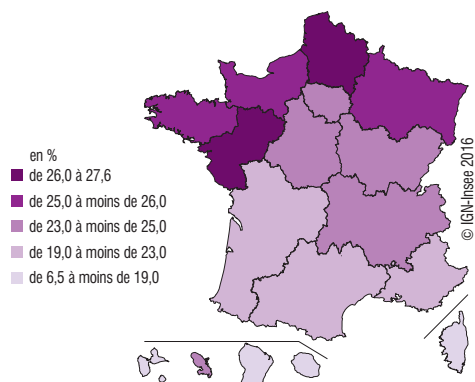 en %
de 26,0 à 27,6
de 25,0 à moins de 26,0
de 23,0 à moins de 25,0
de 19,0 à moins de 23,0
de 6,5 à moins de 19,0
© IGN-Insee 2016